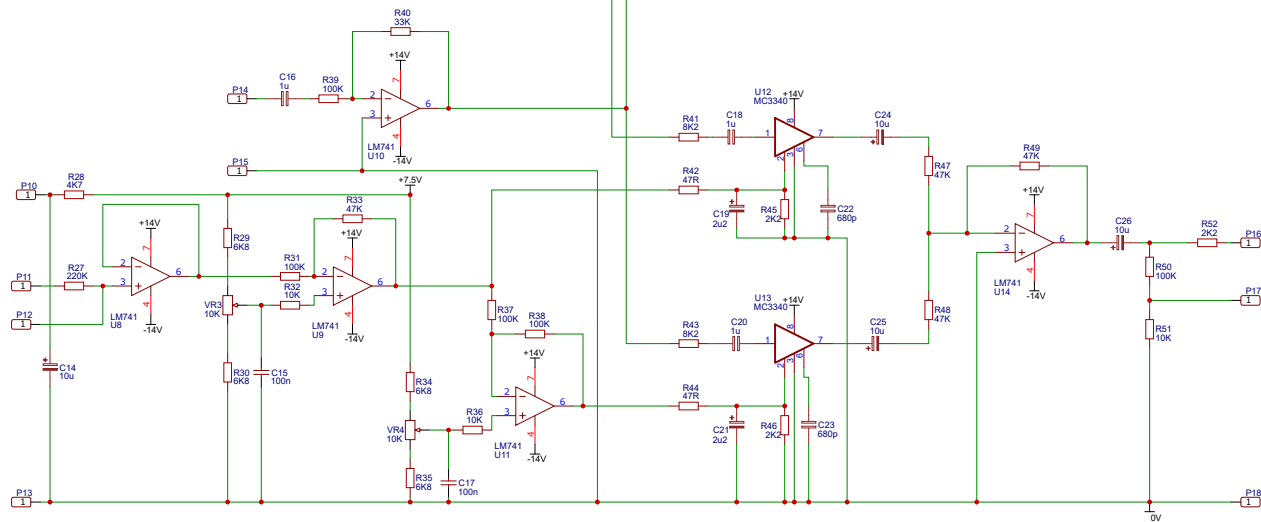 R40
33K
+14V
7
C16
1u
R39
100K
P14
1
2
3
6
4
LM741
U10
-14V
P15
1
U12
MC3340
+14V
8
R41
8K2
C18
1u
1
7
2
3
6
C24
10u
R47
47K
R49
47K
R42
47R
C19
2u2
R45
2K2
C22
680p
+14V
7
2
3
6
4
LM741
U14
-14V
C26
10u
R52
2K2
P16
1
R50
100K
P17
1
R51
10K
P10
1
R28
4K7
+7.5V
R33
47K
+14V
7
R29
6K8
+14V
7
P11
1
R27
220K
2
3
6
4
LM741
U8
-14V
P12
1
R31
100K
R32
10K
2
3
6
4
LM741
U9
-14V
VR3
10K
R37
100K
R38
100K
C14
10u
R30
6K8
C15
100n
R34
6K8
+14V
7
2
3
6
4
LM741
U11
-14V
R36
10K
VR4
10K
R35
6K8
C17
100n
U13
MC3340
+14V
8
R43
8K2
C20
1u
1
7
2
3
6
C25
10u
R48
47K
R44
47R
C21
2u2
R46
2K2
C23
680p
P13
1
P18
1
0V